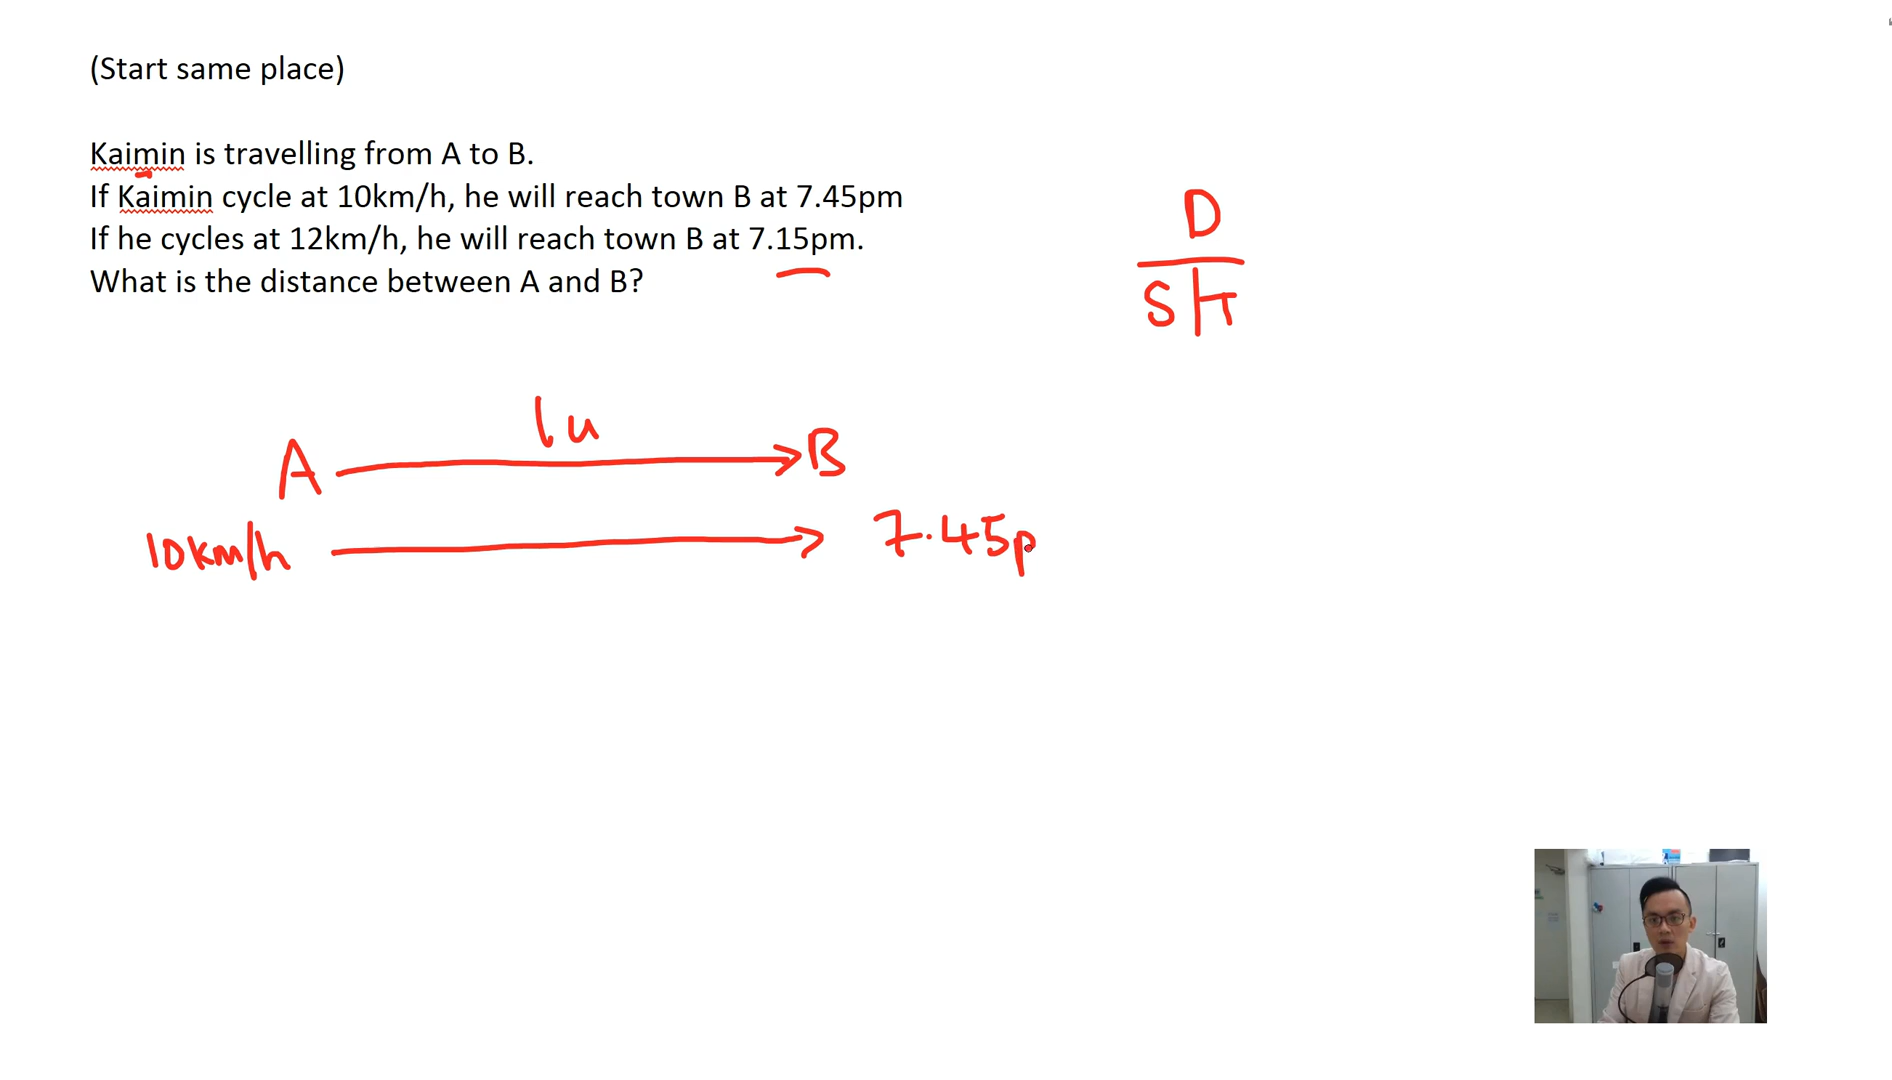 (Start same place)
Kaimin is travelling from A to B.
If Kaimin cycle at 10km/h, he will reach town B at 7.45pm
If he cycles at 12km/h, he will reach town B at 7.15pm.
What is the distance between A and B?
D
S T
1u
A B
10km/h 7.45p